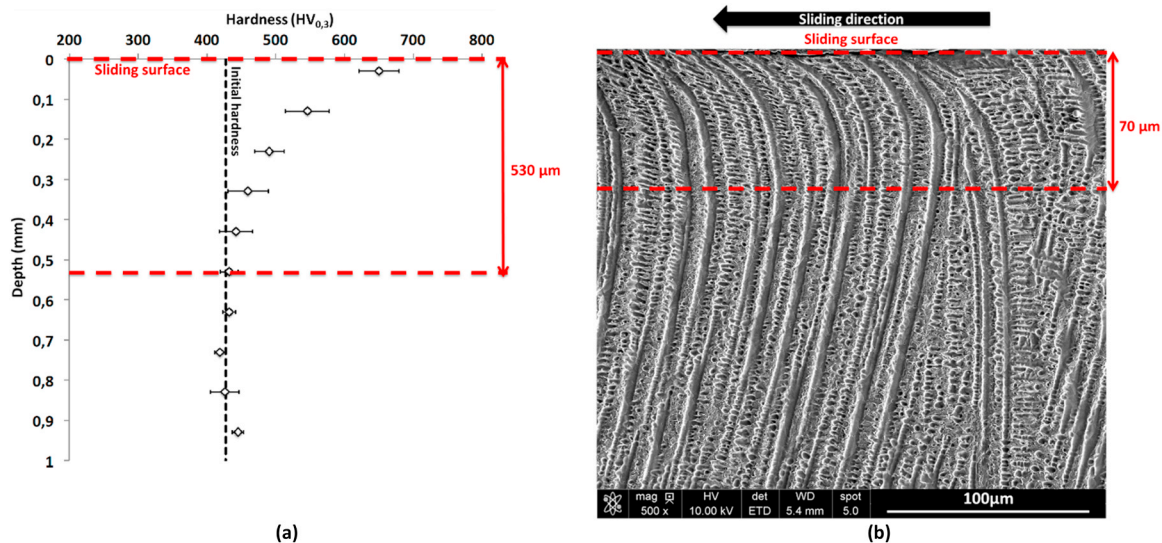 Hardness (HV0,3)
200 300 400 500 600 700 800
0
0,1
0,2
0,3
0,4
0,5
0,6
0,7
0,8
0,9
1
Depth (mm)
Sliding surface
Initial hardness
530 µm
(a)
Sliding direction
Sliding surface
70 µm
mag HV det WD spot
500 x 10.00 kV ETD 5.4 mm 5.0
100µm
(b)